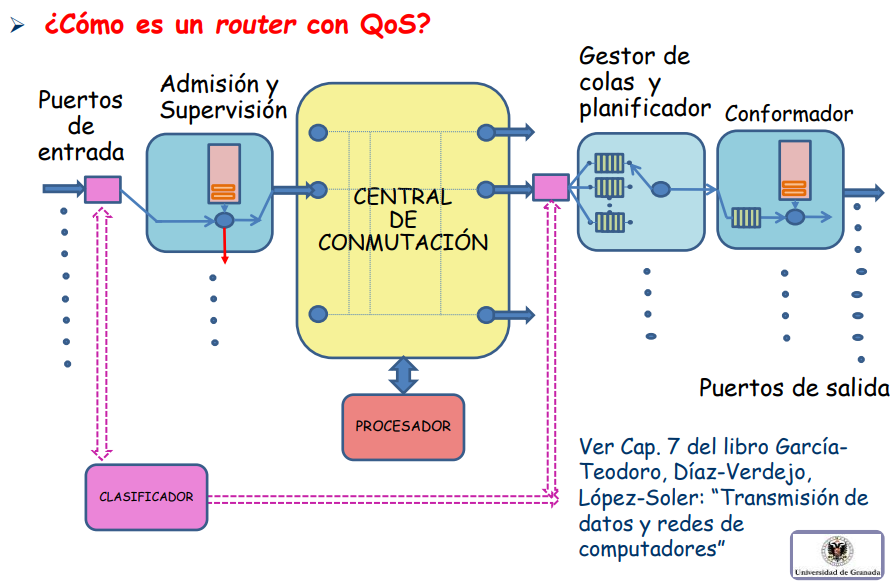 ¿Cómo es un router con QoS?
Puertos
de
entrada
Admisión y
Supervisión
CENTRAL
DE
CONMUTACIÓN
Gestor de
colas y
planificador
Conformador
PROCESADOR
CLASIFICADOR
Puertos de salida
Ver Cap. 7 del libro García-
Teodoro, Díaz-Verdejo,
López-Soler: “Transmisión de
datos y redes de
computadores”
Universidad de Granada